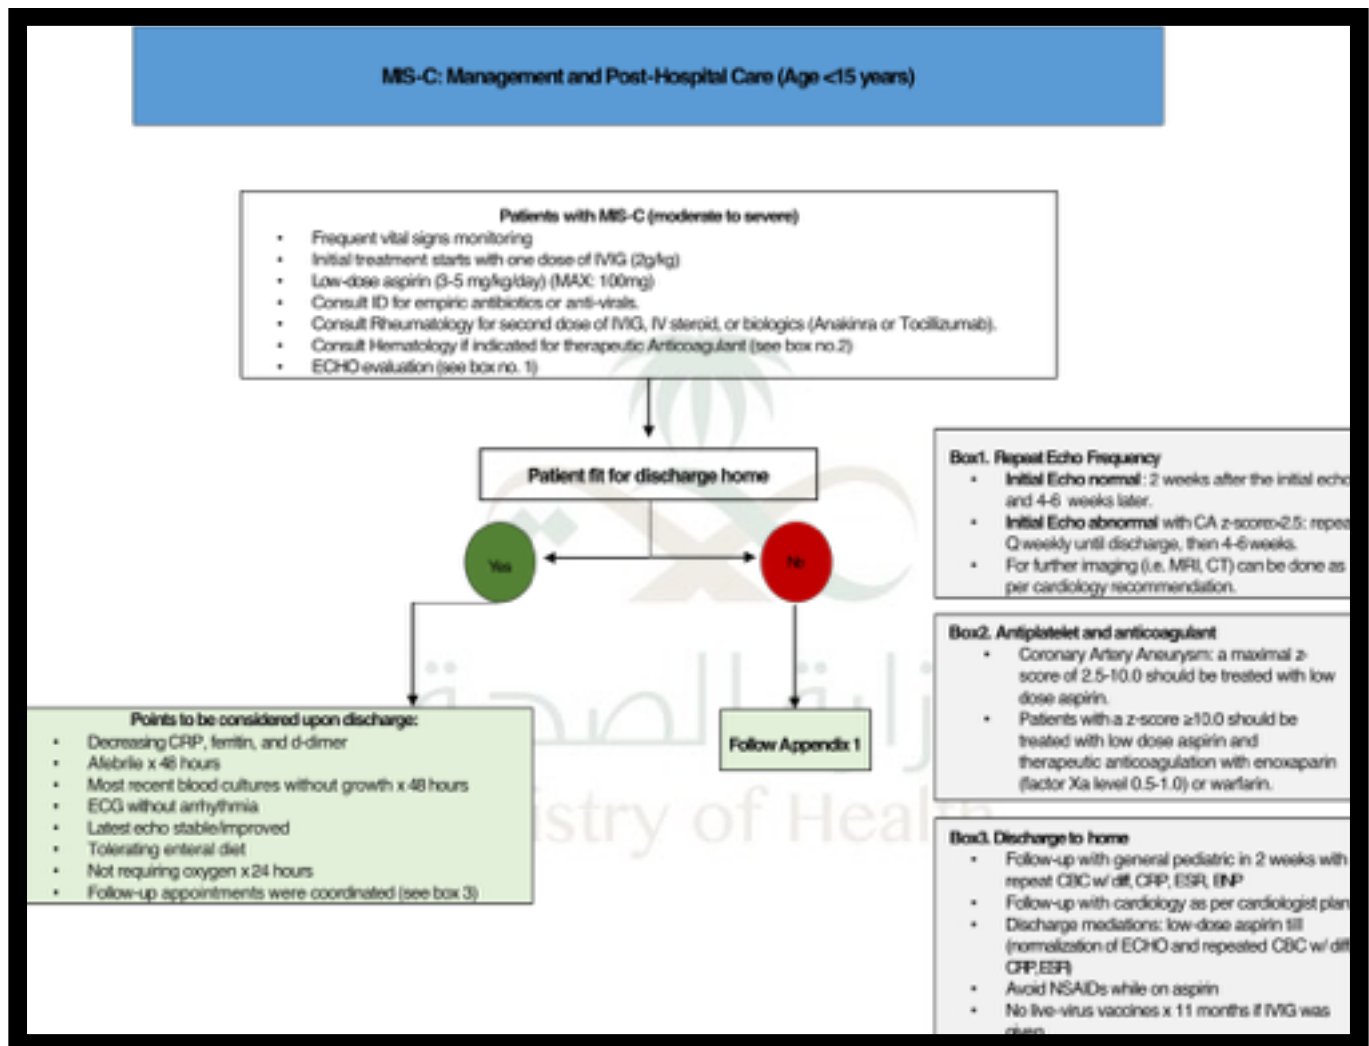 MIS-C: Management and Post-Hospital Care (Age <15 years)
Patients with MIS-C (moderate to severe)
• Frequent vital signs monitoring
• Initial treatment starts with one dose of IVIG (2g/kg)
• Low-dose aspirin (3-5 mg/kg/day) (MAX: 100mg)
• Consult ID for empiric antibiotics or anti-virals.
• Consult Rheumatology for second dose of IVIG, IV steroid, or biologics (Anakinra or Tocilizumab).
• Consult Hematology if indicated for therapeutic Anticoagulant (see box no.2)
• ECHO evaluation (see box no. 1)
Patient fit for discharge home
Yes
No
Points to be considered upon discharge:
• Decreasing CRP, ferritin, and d-dimer
• Afebrile x 48 hours
• Most recent blood cultures without growth x 48 hours
• ECG without arrhythmia
• Latest echo stable/improved
• Tolerating enteral diet
• Not requiring oxygen x 24 hours
• Follow-up appointments were coordinated (see box 3)
Follow Appendix 1
Box1. Repeat Echo Frequency
• Initial Echo normal: 2 weeks after the initial echo
and 4-6 weeks later.
• Initial Echo abnormal with CA z-score>2.5: repea
Q weekly until discharge, then 4-6 weeks.
• For further imaging (i.e. MRI, CT) can be done as
per cardiology recommendation.
Box2. Antiplatelet and anticoagulant
• Coronary Artery Aneurysm: a maximal z-
score of 2.5-10.0 should be treated with low
dose aspirin.
• Patients with a z-score ≥10.0 should be
treated with low dose aspirin and
therapeutic anticoagulation with enoxaparin
(factor Xa level 0.5-1.0) or warfarin.
Box3. Discharge to home
• Follow-up with general pediatric in 2 weeks with
repeat CBC w/ diff, CRP, ESR, BNP
• Follow-up with cardiology as per cardiologist plan
• Discharge mediations: low-dose aspirin till
(normalization of ECHO and repeated CBC w/ diff
CRP,ESR)
• Avoid NSAIDs while on aspirin
• No live-virus vaccines x 11 months if IVIG was
given
زارة الصحة
istry of Health